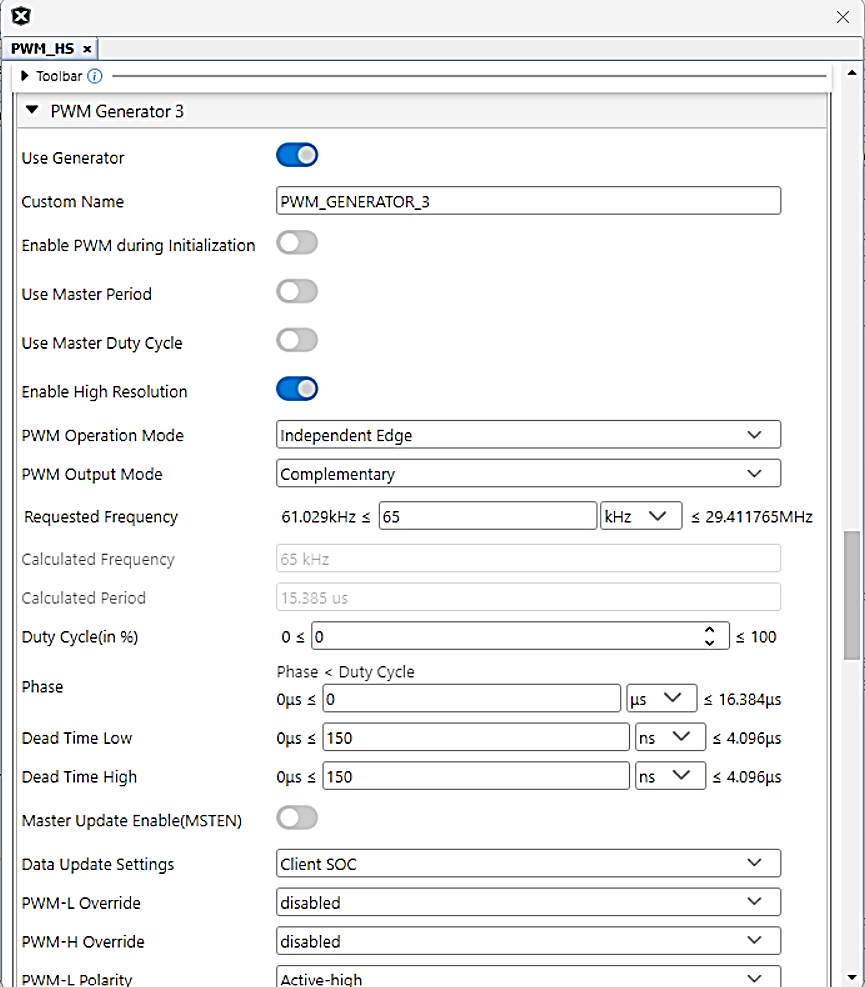 PWM_HS ×
Toolbar
PWM Generator 3
Use Generator
Custom Name PWM_GENERATOR_3
Enable PWM during Initialization
Use Master Period
Use Master Duty Cycle
Enable High Resolution
PWM Operation Mode Independent Edge
PWM Output Mode Complementary
Requested Frequency 61.029kHz ≤ 65 kHz ≤ 29.411765MHz
Calculated Frequency 65 kHz
Calculated Period 15.385 us
Duty Cycle(in %) 0 ≤ 0 ≤ 100
Phase < Duty Cycle
Phase 0µs ≤ 0 µs ≤ 16.384µs
Dead Time Low 0µs ≤ 150 ns ≤ 4.096µs
Dead Time High 0µs ≤ 150 ns ≤ 4.096µs
Master Update Enable(MSTEN)
Data Update Settings Client SOC
PWM-L Override disabled
PWM-H Override disabled
PWM-L Polarity Active-high